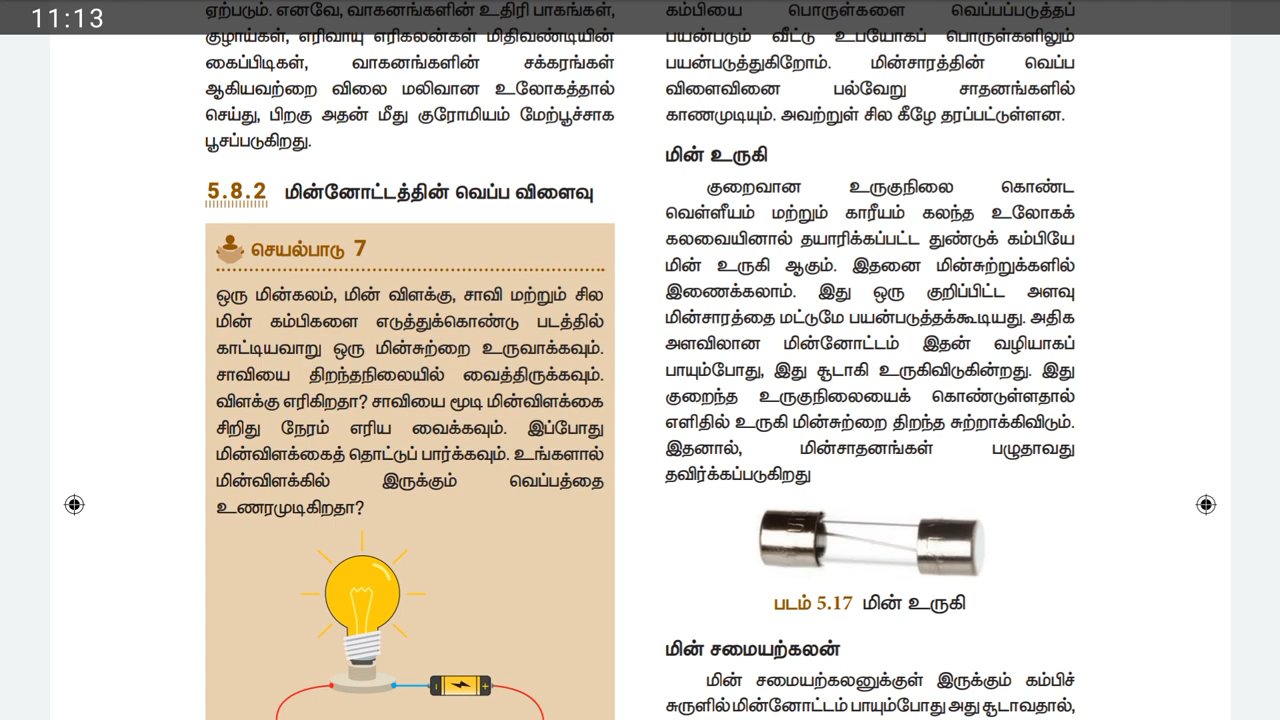 11:13
ஏற்படும். எனவே, வாகனங்களின் உதிரி பாகங்கள்,
குழாய்கள், எரிவாயு எரிகலன்கள் மிதிவண்டியின்
கைப்பிடிகள், வாகனங்களின் சக்கரங்கள்
ஆகியவற்றை விலை மலிவான உலோகத்தால்
செய்து, பிறகு அதன் மீது குரோமியம் மேற்பூச்சாக
பூசப்படுகிறது.
5.8.2 மின்னோட்டத்தின் வெப்ப விளைவு
செயல்பாடு 7
ஒரு மின்கலம், மின் விளக்கு, சாவி மற்றும் சில
மின் கம்பிகளை எடுத்துக்கொண்டு படத்தில்
காட்டியவாறு ஒரு மின்சுற்றை உருவாக்கவும்.
சாவியை திறந்தநிலையில் வைத்திருக்கவும்.
விளக்கு எரிகிறதா? சாவியை மூடி மின்விளக்கை
சிறிது நேரம் எரிய வைக்கவும். இப்போது
மின்விளக்கைத் தொட்டுப் பார்க்கவும். உங்களால்
மின்விளக்கில் இருக்கும் வெப்பத்தை
உணரமுடிகிறதா?
- +
கம்பியை பொருள்களை வெப்பப்படுத்தப்
பயன்படும் வீட்டு உபயோகப் பொருள்களிலும்
பயன்படுத்துகிறோம். மின்சாரத்தின் வெப்ப
விளைவினை பல்வேறு சாதனங்களில்
காணமுடியும். அவற்றுள் சில கீழே தரப்பட்டுள்ளன.
மின் உருகி
குறைவான உருகுநிலை கொண்ட
வெள்ளீயம் மற்றும் காரீயம் கலந்த உலோகக்
கலவையினால் தயாரிக்கப்பட்ட துண்டுக் கம்பியே
மின் உருகி ஆகும். இதனை மின்சுற்றுக்களில்
இணைக்கலாம். இது ஒரு குறிப்பிட்ட அளவு
மின்சாரத்தை மட்டுமே பயன்படுத்தக்கூடியது. அதிக
அளவிலான மின்னோட்டம் இதன் வழியாகப்
பாயும்போது, இது சூடாகி உருகிவிடுகின்றது. இது
குறைந்த உருகுநிலையைக் கொண்டுள்ளதால்
எளிதில் உருகி மின்சுற்றை திறந்த சுற்றாக்கிவிடும்.
இதனால், மின்சாதனங்கள் பழுதாவது
தவிர்க்கப்படுகிறது
படம் 5.17 மின் உருகி
மின் சமையற்கலன்
மின் சமையற்கலனுக்குள் இருக்கும் கம்பிச்
சுருளில் மின்னோட்டம் பாயும்போது அது சூடாவதால்,